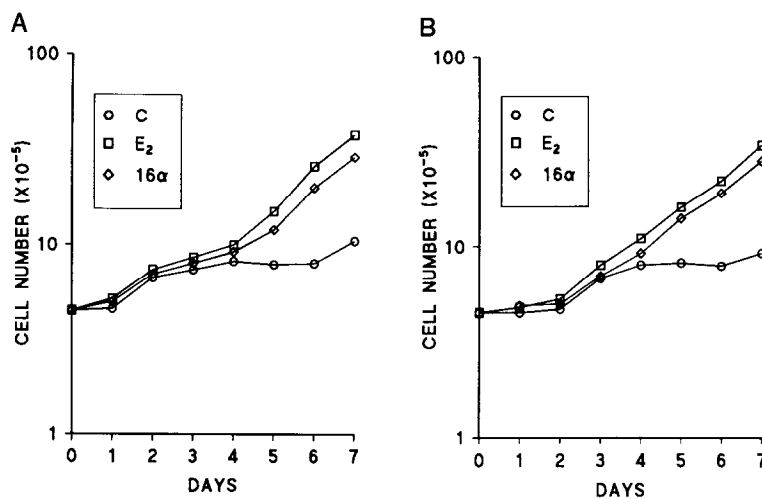 A
CELL NUMBER (X10⁻⁵)
100
10
1
C
E₂
16α
0 1 2 3 4 5 6 7
DAYS
B
CELL NUMBER (X10⁻⁵)
100
10
1
C
E₂
16α
0 1 2 3 4 5 6 7
DAYS